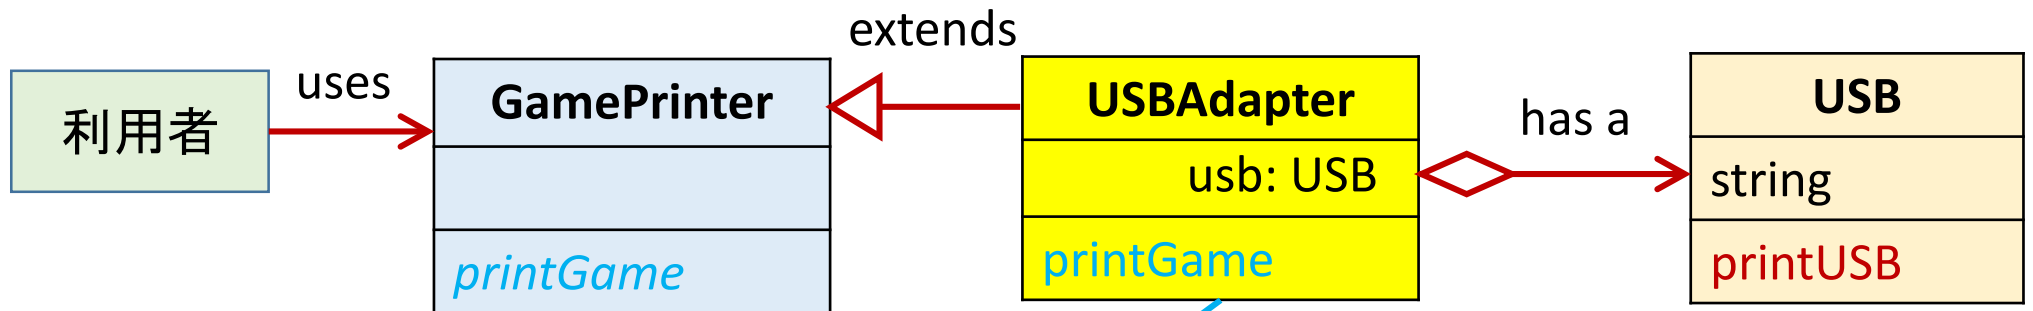 利用者
uses
GamePrinter
printGame
extends
USBAdapter
usb: USB
printGame
has a
USB
string
printUSB